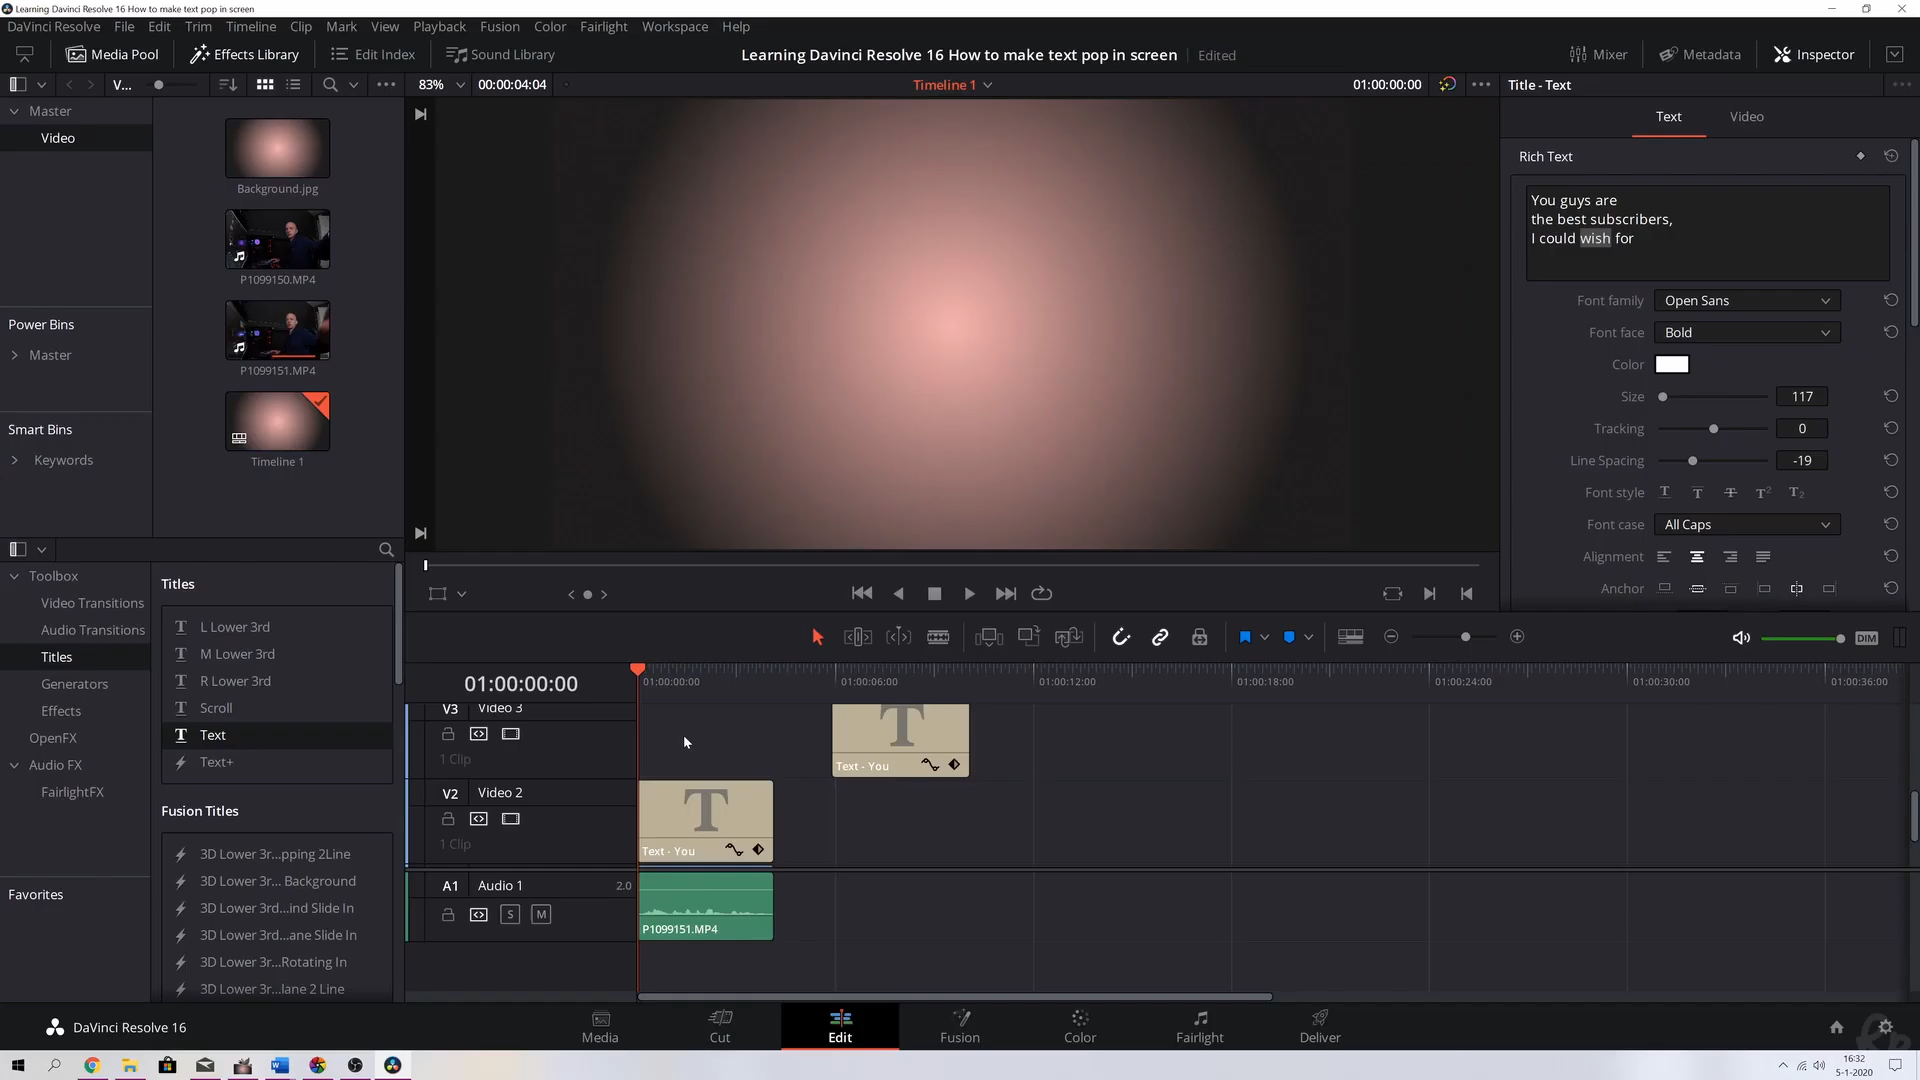 Learning Davinci Resolve 16 How to make text pop in screen
DaVinci Resolve File Edit Trim Timeline Clip Mark View Playback Fusion Color Fairlight Workspace Help
Media Pool Effects Library Edit Index Sound Library Learning Davinci Resolve 16 How to make text pop in screen Edited Mixer Metadata Inspector
V... 83% 00:00:04:04 Timeline 1 01:00:00:00 Title - Text
Master
Video
Background.jpg
P1099150.MP4
P1099151.MP4
Timeline 1
Power Bins
Master
Smart Bins
Keywords
Text Video
Rich Text
You guys are
the best subscribers,
I could wish for
Font family Open Sans
Font face Bold
Color
Size 117
Tracking 0
Line Spacing -19
Font style T T T T2 T2
Font case All Caps
Alignment
Anchor
Toolbox
Video Transitions
Audio Transitions
Titles
Generators
Effects
OpenFX
Audio FX
FairlightFX
Favorites
Titles
L Lower 3rd
M Lower 3rd
R Lower 3rd
Scroll
Text
Text+
Fusion Titles
3D Lower 3r...pping 2Line
3D Lower 3r... Background
3D Lower 3rd...ind Slide In
3D Lower 3rd...ane Slide In
3D Lower 3r...Rotating In
3D Lower 3r...lane 2 Line
DIM
01:00:00:00 01:00:00:00 01:00:06:00 01:00:12:00 01:00:18:00 01:00:24:00 01:00:30:00 01:00:36:00
V3 Video 3
1 Clip
T
Text - You
V2 Video 2
1 Clip
T
Text - You
A1 Audio 1 2.0
S M
P1099151.MP4
DaVinci Resolve 16 Media Cut Edit Fusion Color Fairlight Deliver
16:32
5-1-2020